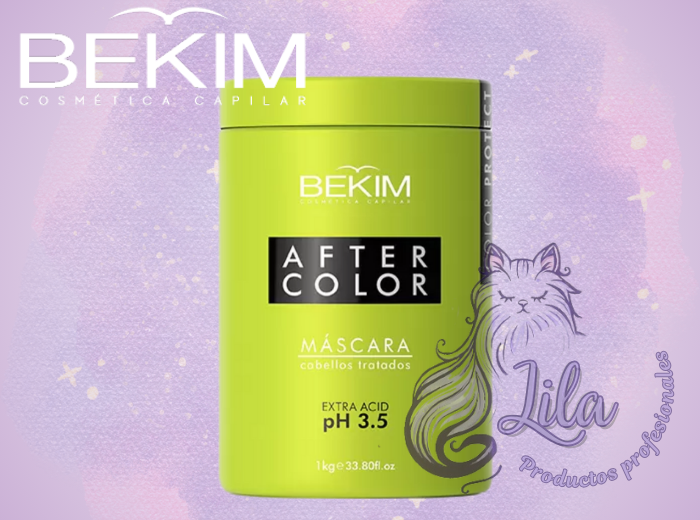 BEKIM
COSMÉTICA CAPILAR
BEKIM
COSMÉTICA CAPILAR
AFTER
COLOR
MÁSCARA
cabellos tratados
EXTRA ACID
pH 3.5
1kg e 33.80fl.oz
COLOR PROTECT
Lila
Productos profesionales